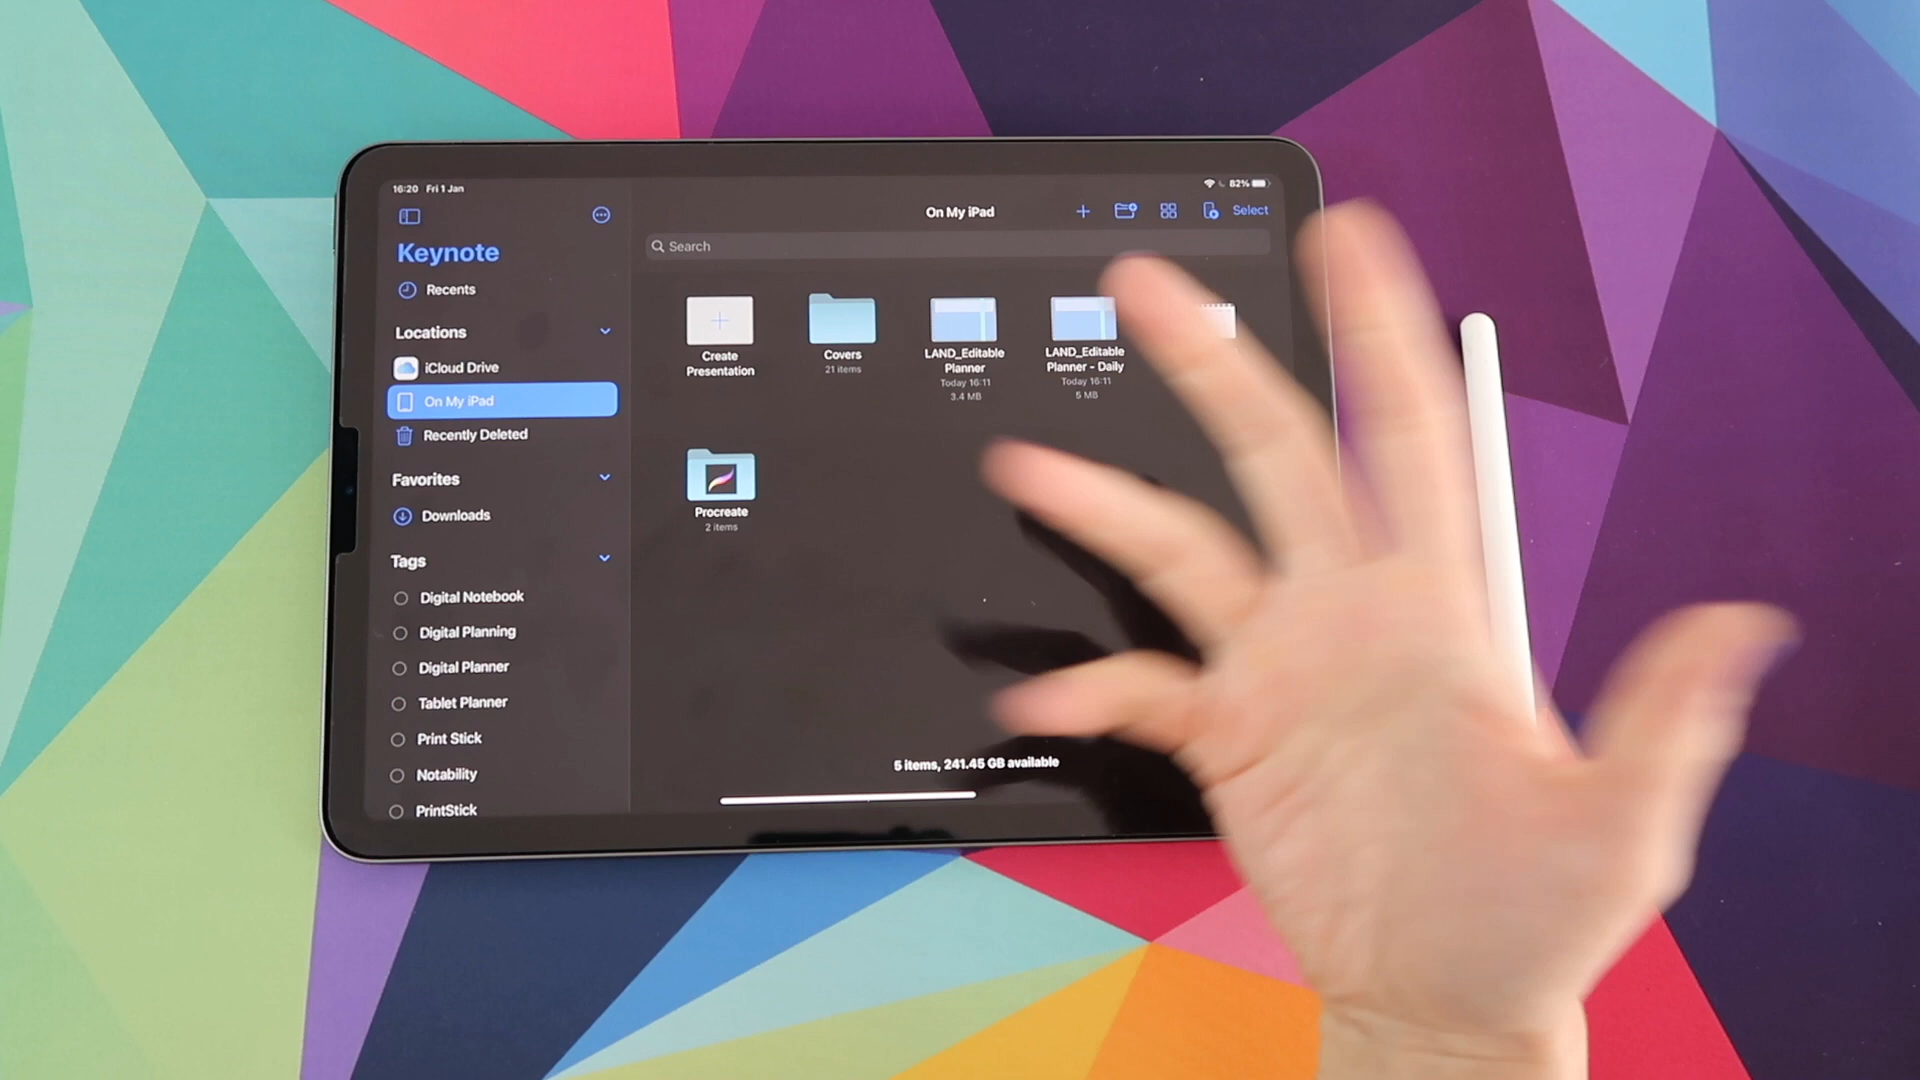 16:20 Fri 1 Jan
82%
Keynote
Recents
Locations
iCloud Drive
On My iPad
Recently Deleted
Favorites
Downloads
Tags
Digital Notebook
Digital Planning
Digital Planner
Tablet Planner
Print Stick
Notability
PrintStick
On My iPad
Select
Search
Create
Presentation
Covers
21 items
LAND_Editable
Planner
Today 16:11
3.4 MB
LAND_Editable
Planner - Daily
Today 16:11
5 MB
Procreate
2 items
5 items, 241.45 GB available